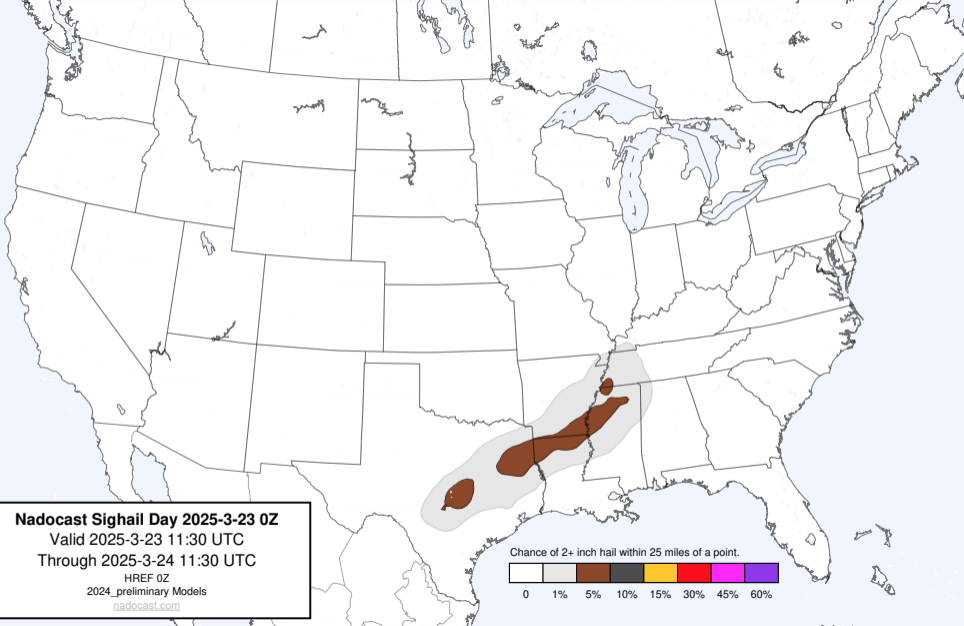 Nadocast Sighail Day 2025-3-23 0Z
Valid 2025-3-23 11:30 UTC
Through 2025-3-24 11:30 UTC
HREF 0Z
2024_preliminary Models
nadocast.com
Chance of 2+ inch hail within 25 miles of a point.
0 1% 5% 10% 15% 30% 45% 60%